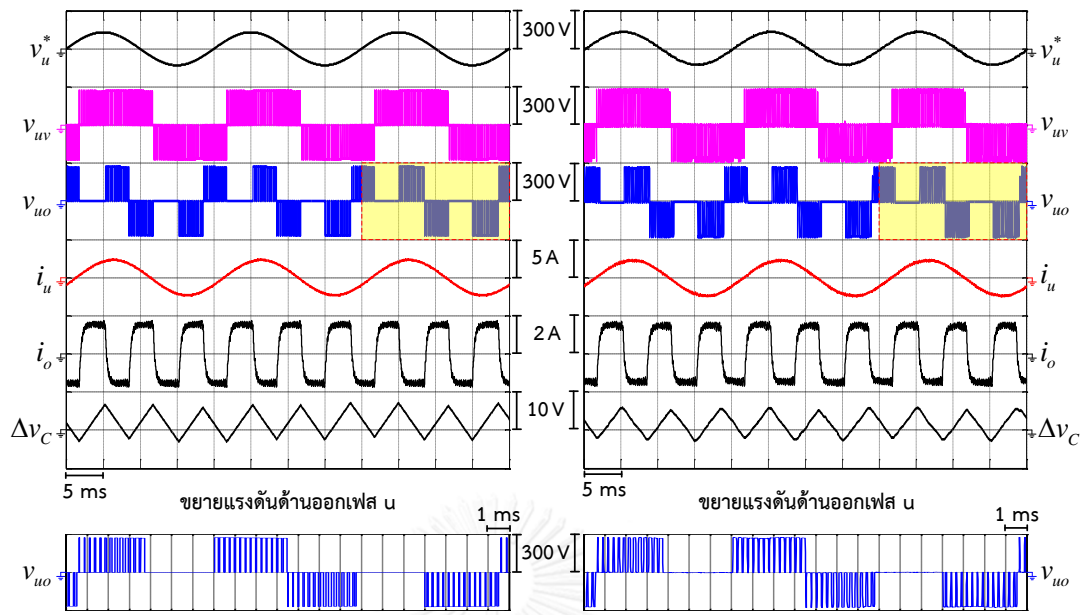 v*u
300 V
v*u
vuv
300 V
vuv
vuo
300 V
vuo
iu
5 A
iu
io
2 A
io
ΔvC
10 V
ΔvC
5 ms
ขยายแรงดันด้านออกเฟส u
1 ms
5 ms
ขยายแรงดันด้านออกเฟส u
1 ms
vuo
300 V
vuo